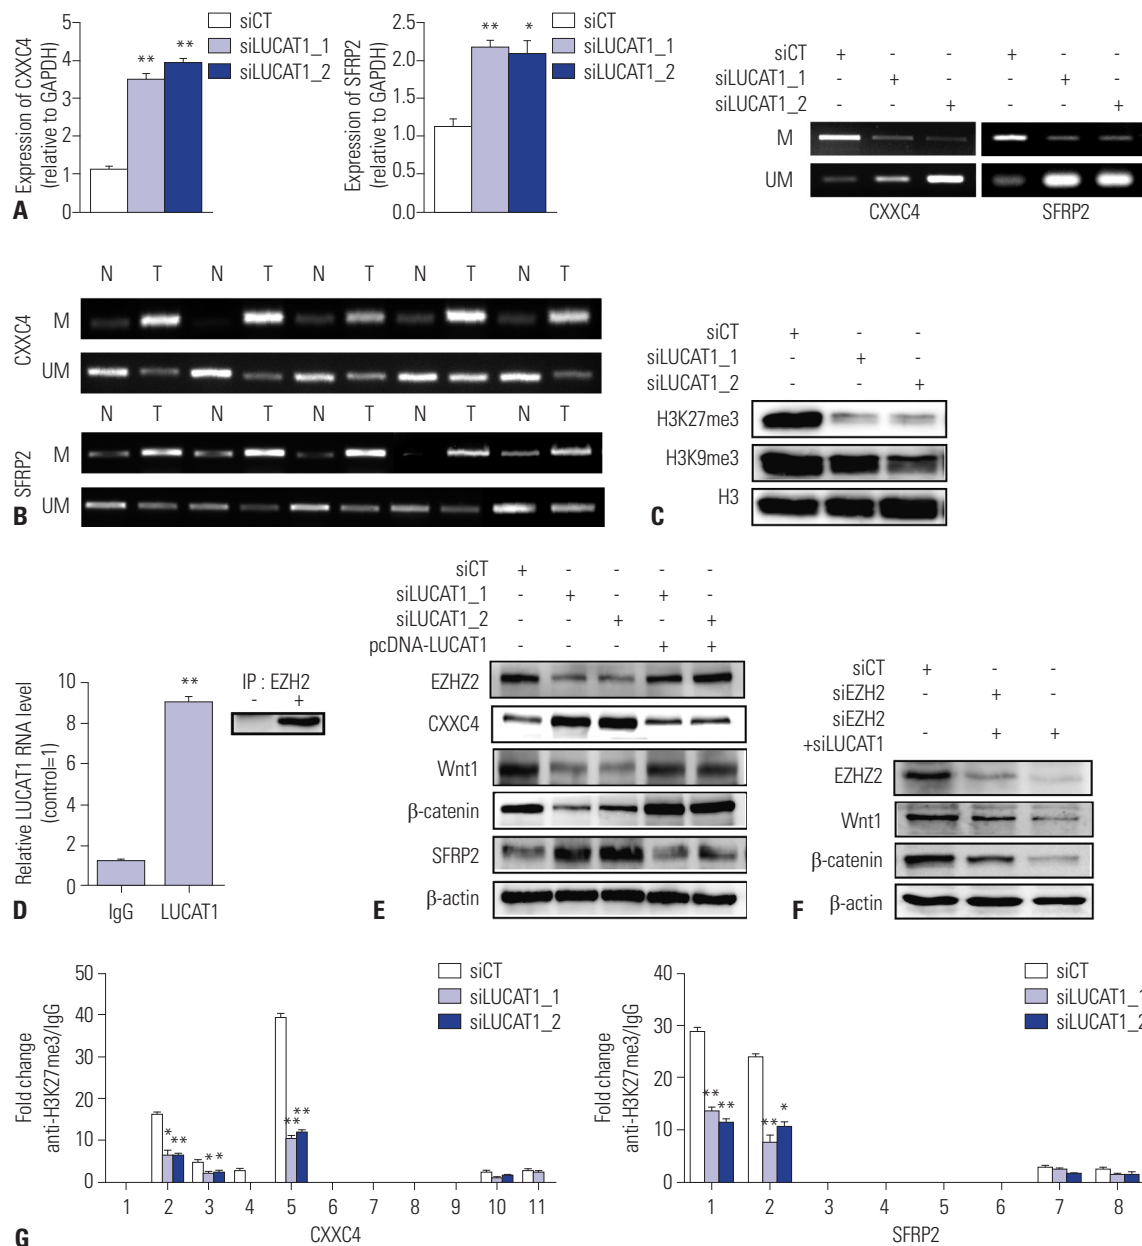 siCT
siLUCAT1_1
siLUCAT1_2
Expression of CXXC4
(relative to GAPDH)
5
4
3
2
1
0
**
**
A
siCT
siLUCAT1_1
siLUCAT1_2
Expression of SFRP2
(relative to GAPDH)
2.5
2.0
1.5
1.0
0.5
0.0
**
*
siCT + - - + - -
siLUCAT1_1 - + - - + -
siLUCAT1_2 - - + - - +
M
UM
CXXC4 SFRP2
N T N T N T N T N T
CXXC4
M
UM
N T N T N T N T N T
SFRP2
M
UM
B
siCT + - -
siLUCAT1_1 - + -
siLUCAT1_2 - - +
H3K27me3
H3K9me3
H3
C
Relative LUCAT1 RNA level
(control=1)
10
8
6
4
2
0
**
IP : EZH2
- +
IgG LUCAT1
D
siCT + - - - -
siLUCAT1_1 - + - + -
siLUCAT1_2 - - + - +
pcDNA-LUCAT1 - - - + +
EZHZ2
CXXC4
Wnt1
β-catenin
SFRP2
β-actin
E
siCT + - -
siEZH2 - + -
siEZH2
+siLUCAT1 - + +
EZHZ2
Wnt1
β-catenin
β-actin
F
Fold change
anti-H3K27me3/IgG
50
40
30
20
10
0
siCT
siLUCAT1_1
siLUCAT1_2
* ** * * ** **
1 2 3 4 5 6 7 8 9 10 11
CXXC4
Fold change
anti-H3K27me3/IgG
40
30
20
10
0
siCT
siLUCAT1_1
siLUCAT1_2
** ** ** *
1 2 3 4 5 6 7 8
SFRP2
G